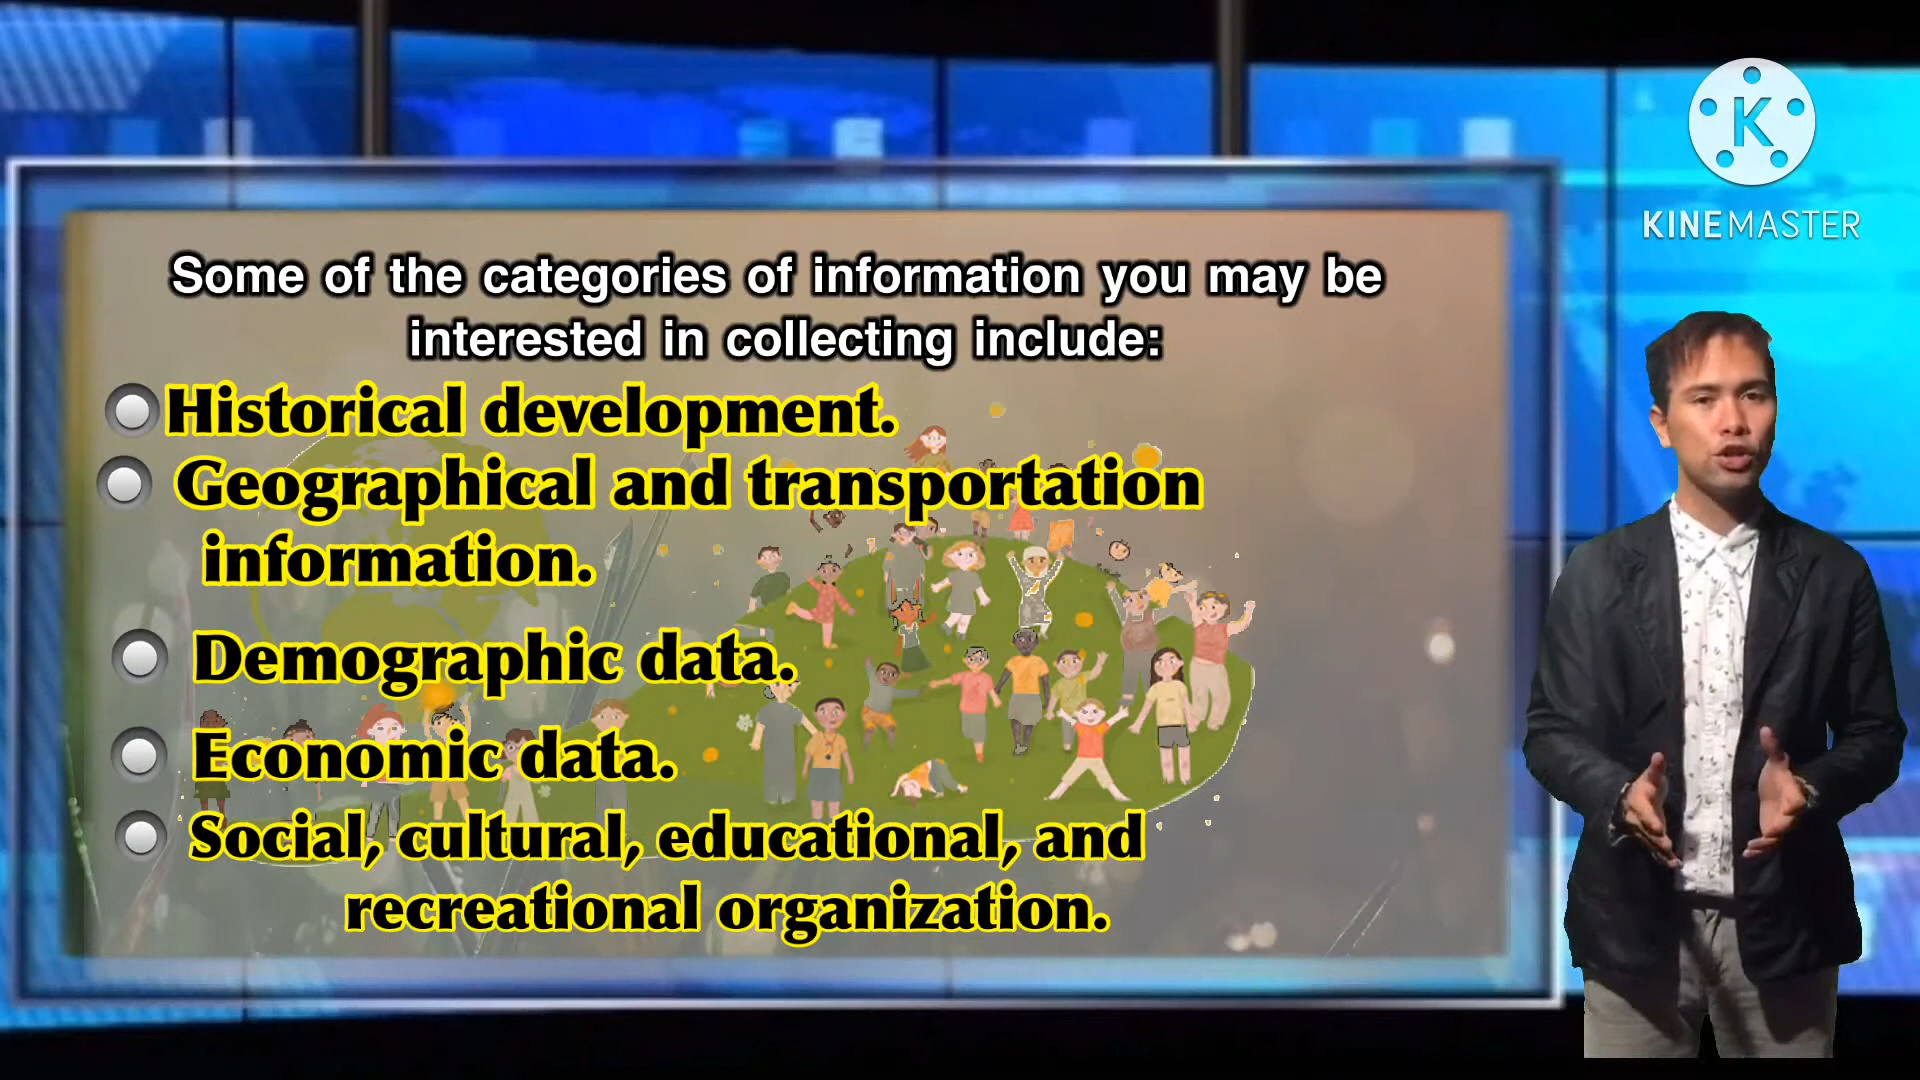 K
KINEMASTER
Some of the categories of information you may be
interested in collecting include:
Historical development.
Geographical and transportation
information.
Demographic data.
Economic data.
Social, cultural, educational, and
recreational organization.